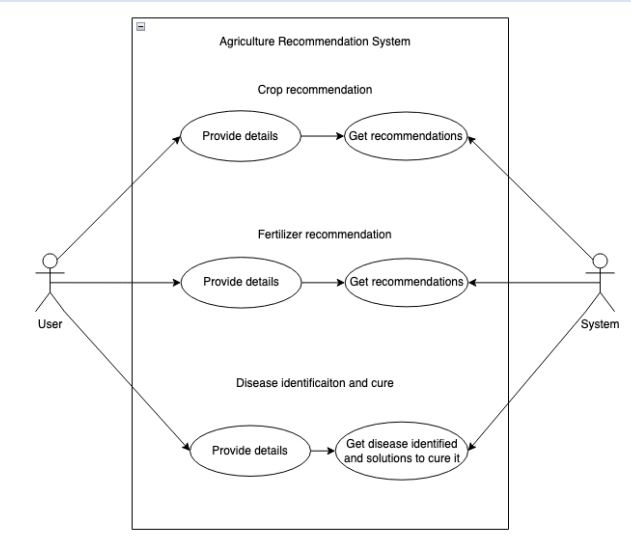 Agriculture Recommendation System
Crop recommendation
Provide details
Get recommendations
Fertilizer recommendation
Provide details
Get recommendations
User
System
Disease identificaiton and cure
Provide details
Get disease identified
and solutions to cure it